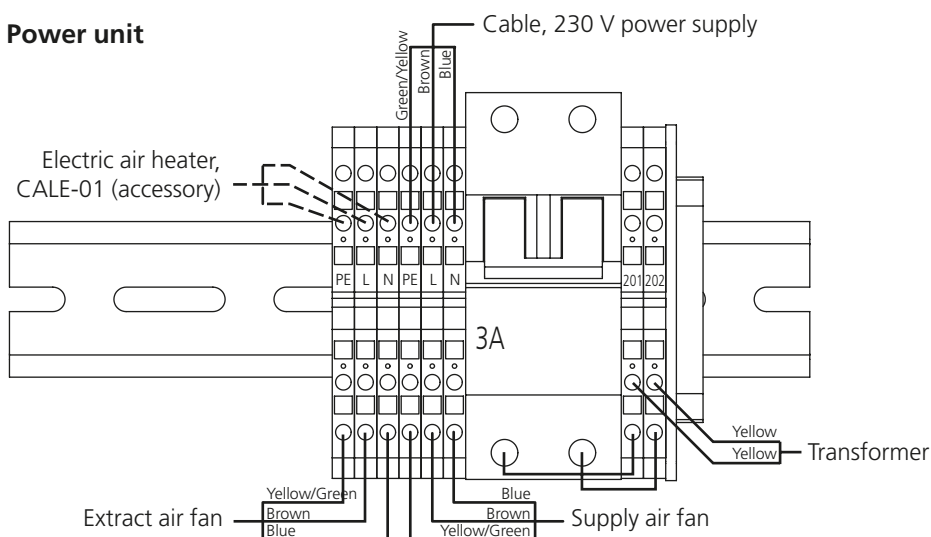 Power unit
Cable, 230 V power supply
Green/Yellow
Brown
Blue
Electric air heater,
CALE-01 (accessory)
PE L N PE L N 201 202
3A
Yellow
Yellow
Transformer
Yellow/Green
Brown
Blue
Extract air fan
Blue
Brown
Yellow/Green
Supply air fan